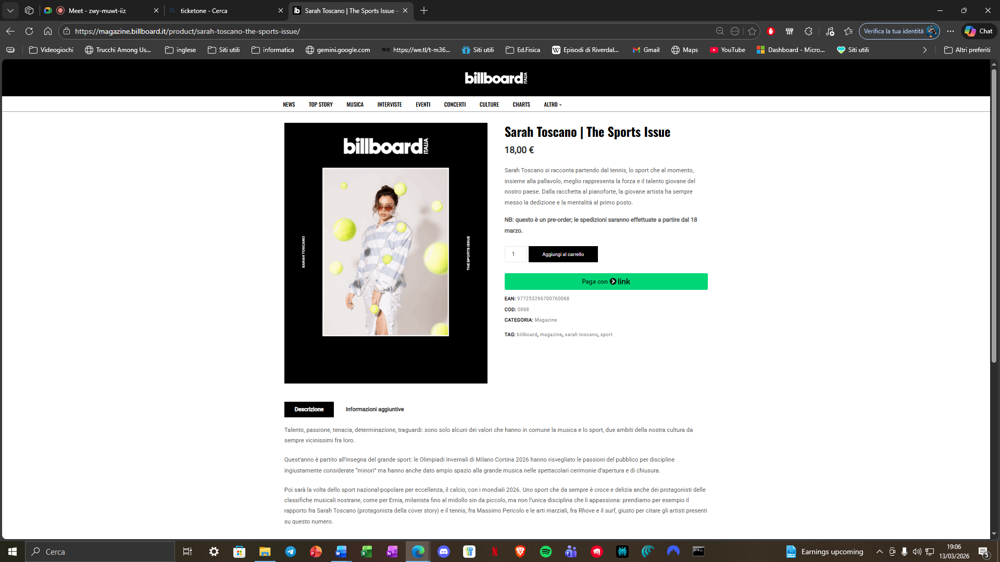 Meet - zwy-muwt-iiz
ticketone - Cerca
Sarah Toscano | The Sports Issue -
https://magazine.billboard.it/product/sarah-toscano-the-sports-issue/
Verifica la tua identità
Chat
Videogiochi
Trucchi Among Us...
inglese
Siti utili
informatica
gemini.google.com
https://we.tl/t-m36...
Siti utili
Ed.Fisica
Episodi di Riverdal...
Gmail
Maps
YouTube
Dashboard - Micro...
Siti utili
Altri preferiti
billboard ITALIA
NEWS TOP STORY MUSICA INTERVISTE EVENTI CONCERTI CULTURE CHARTS ALTRO
billboard ITALIA
SARAH TOSCANO
THE SPORTS ISSUE
Sarah Toscano | The Sports Issue
18,00 €
Sarah Toscano si racconta partendo dal tennis, lo sport che al momento,
insieme alla pallavolo, meglio rappresenta la forza e il talento giovane del
nostro paese. Dalla racchetta al pianoforte, la giovane artista ha sempre
messo la dedizione e la mentalità al primo posto.
NB: questo è un pre-order; le spedizioni saranno effettuate a partire dal 18
marzo.
1
Aggiungi al carrello
Paga con link
EAN: 977253296700760068
COD: 0068
CATEGORIA: Magazine
TAG: billboard, magazine, sarah toscano, sport
Descrizione
Informazioni aggiuntive
Talento, passione, tenacia, determinazione, traguardi: sono solo alcuni dei valori che hanno in comune la musica e lo sport, due ambiti della nostra cultura da
sempre vicinissimi fra loro.
Quest’anno è partito all’insegna del grande sport: le Olimpiadi Invernali di Milano Cortina 2026 hanno risvegliato le passioni del pubblico per discipline
ingiustamente considerate “minori” ma hanno anche dato ampio spazio alla grande musica nelle spettacolari cerimonie d’apertura e di chiusura.
Poi sarà la volta dello sport nazional-popolare per eccellenza, il calcio, con i mondiali 2026. Uno sport che da sempre è croce e delizia anche dei protagonisti delle
classifiche musicali nostrane, come per Ernia, milanista fino al midollo sin da piccolo, ma non l’unica disciplina che li appassiona: prendiamo per esempio il
rapporto fra Sarah Toscano (protagonista della cover story) e il tennis, fra Massimo Pericolo e le arti marziali, fra Rhove e il surf, giusto per citare gli artisti presenti
su questo numero.
Cerca
Earnings upcoming
19:06
13/03/2026
5